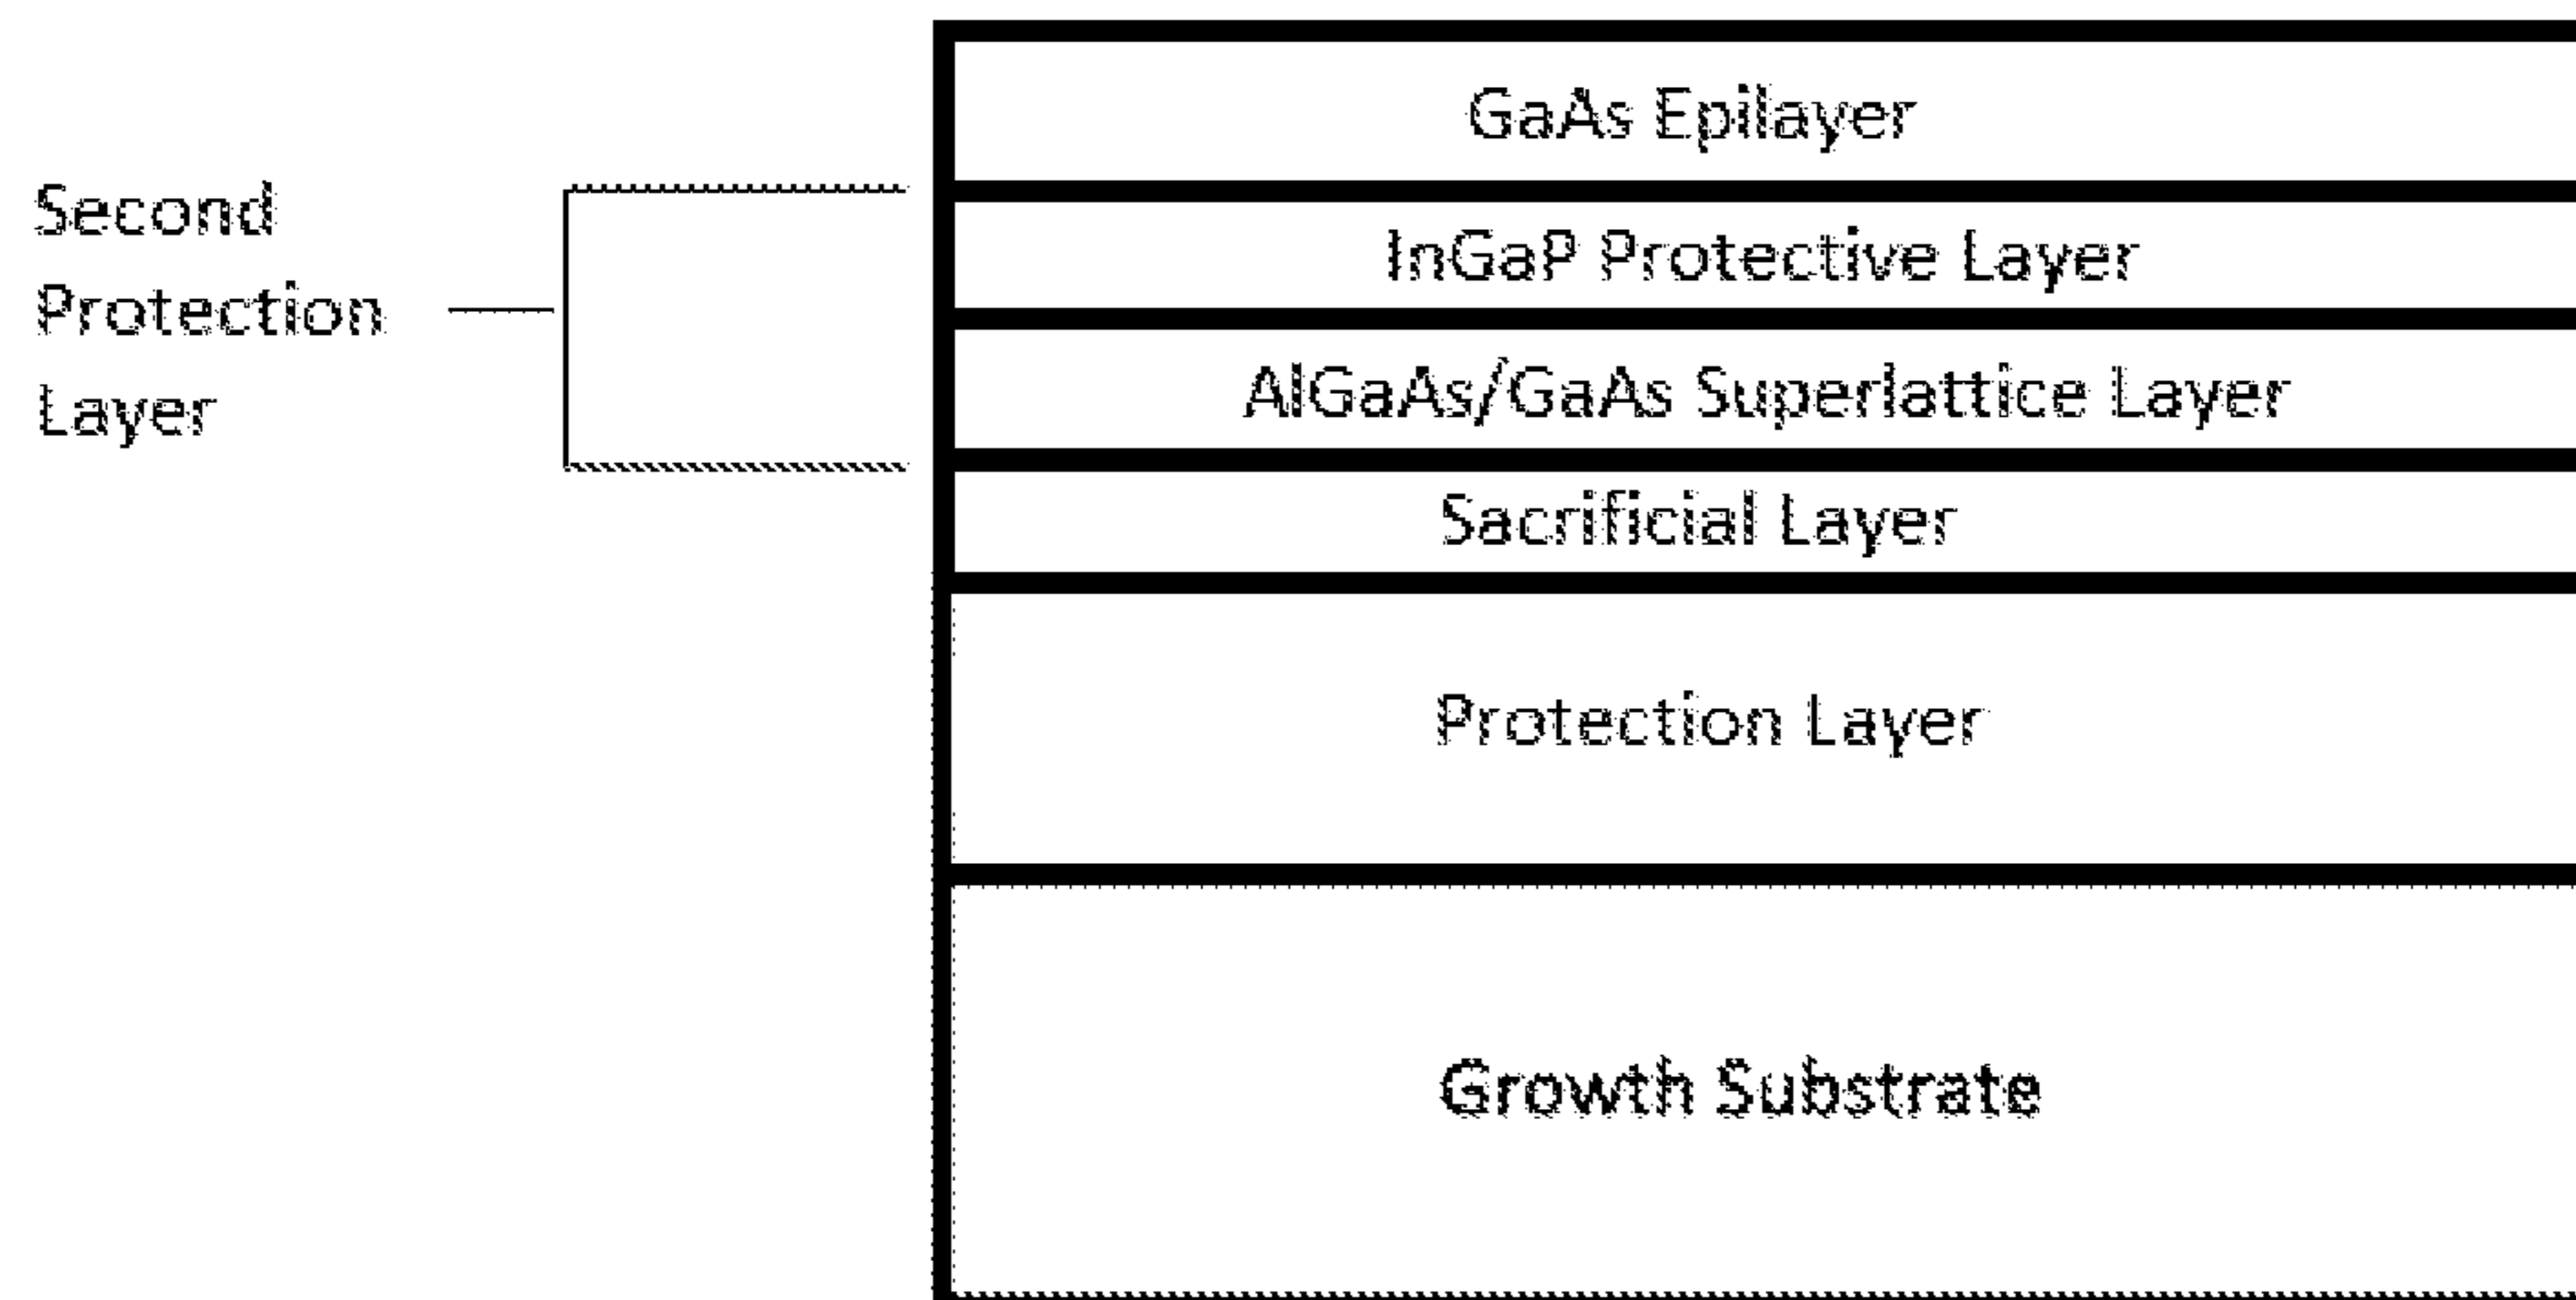 GaAs Epilayer
Second
Protection
Layer
InGaP Protective Layer
AlGaAs/GaAs Superlattice Layer
Sacrificial Layer
Protection Layer
Growth Substrate